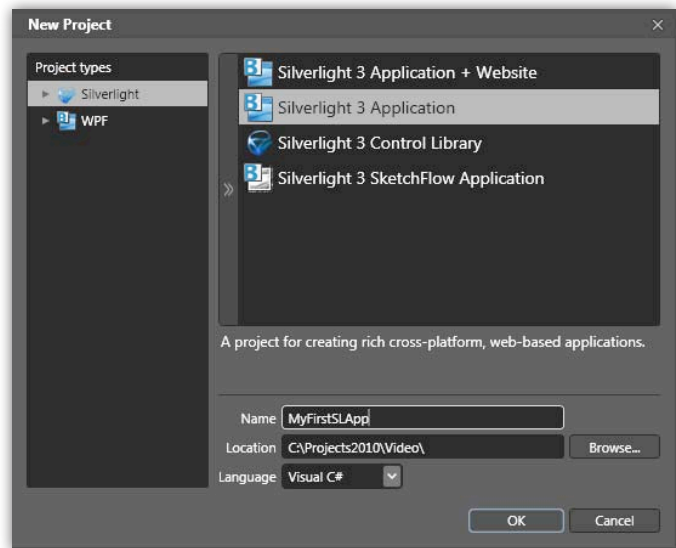 New Project
Project types
Silverlight
WPF
Silverlight 3 Application + Website
Silverlight 3 Application
Silverlight 3 Control Library
Silverlight 3 SketchFlow Application
A project for creating rich cross-platform, web-based applications.
Name MyFirstSLApp
Location C:\Projects2010\Video\ Browse...
Language Visual C#
OK Cancel